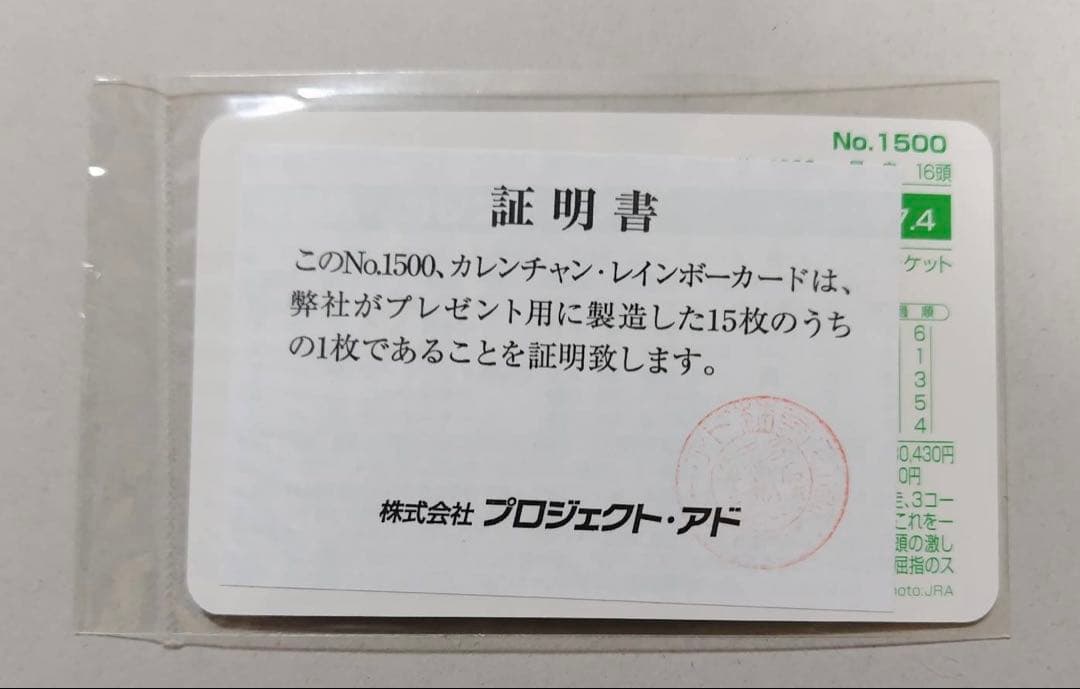 No.1500
16頭
証明書
7.4
このNo.1500、カレンチャン・レインボーカードは、
ケット
弊社がプレゼント用に製造した15枚のうち
順
の1枚であることを証明致します。
6
1
3
5
4
0,430円
0円
株式会社 プロジェクト・アド
、3コー
これを一
頭の激し
屈指のス
hoto.JRA